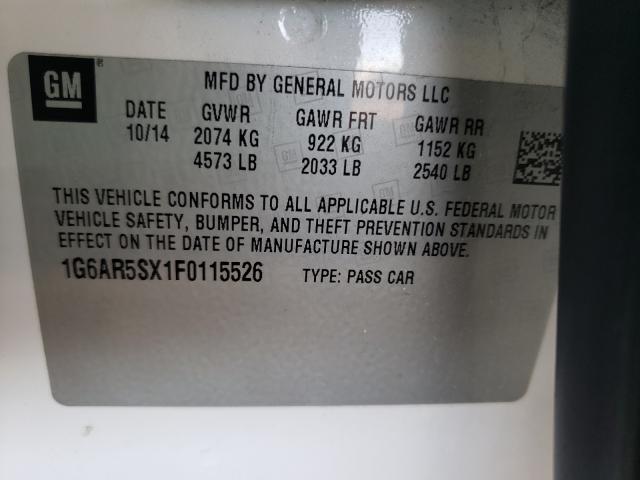 GM ®
MFD BY GENERAL MOTORS LLC
DATE GVWR GAWR FRT GAWR RR
10/14 2074 KG 922 KG 1152 KG
4573 LB 2033 LB 2540 LB
THIS VEHICLE CONFORMS TO ALL APPLICABLE U.S. FEDERAL MOTOR
VEHICLE SAFETY, BUMPER, AND THEFT PREVENTION STANDARDS IN
EFFECT ON THE DATE OF MANUFACTURE SHOWN ABOVE.
1G6AR5SX1F0115526 TYPE: PASS CAR